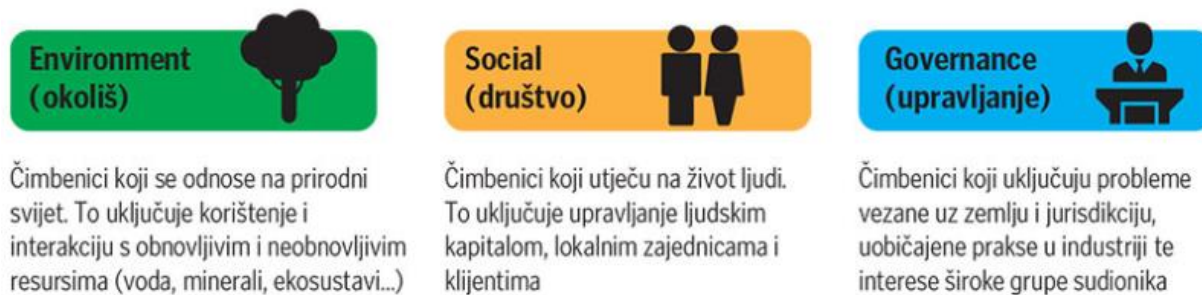 Environment
(okoliš)
Čimbenici koji se odnose na prirodni
svijet. To uključuje korištenje i
interakciju s obnovljivim i neobnovljivim
resursima (voda, minerali, ekosustavi...)
Social
(društvo)
Čimbenici koji utječu na život ljudi.
To uključuje upravljanje ljudskim
kapitalom, lokalnim zajednicama i
klijentima
Governance
(upravljanje)
Čimbenici koji uključuju probleme
vezane uz zemlju i jurisdikciju,
uobičajene prakse u industriji te
interese široke grupe sudionika